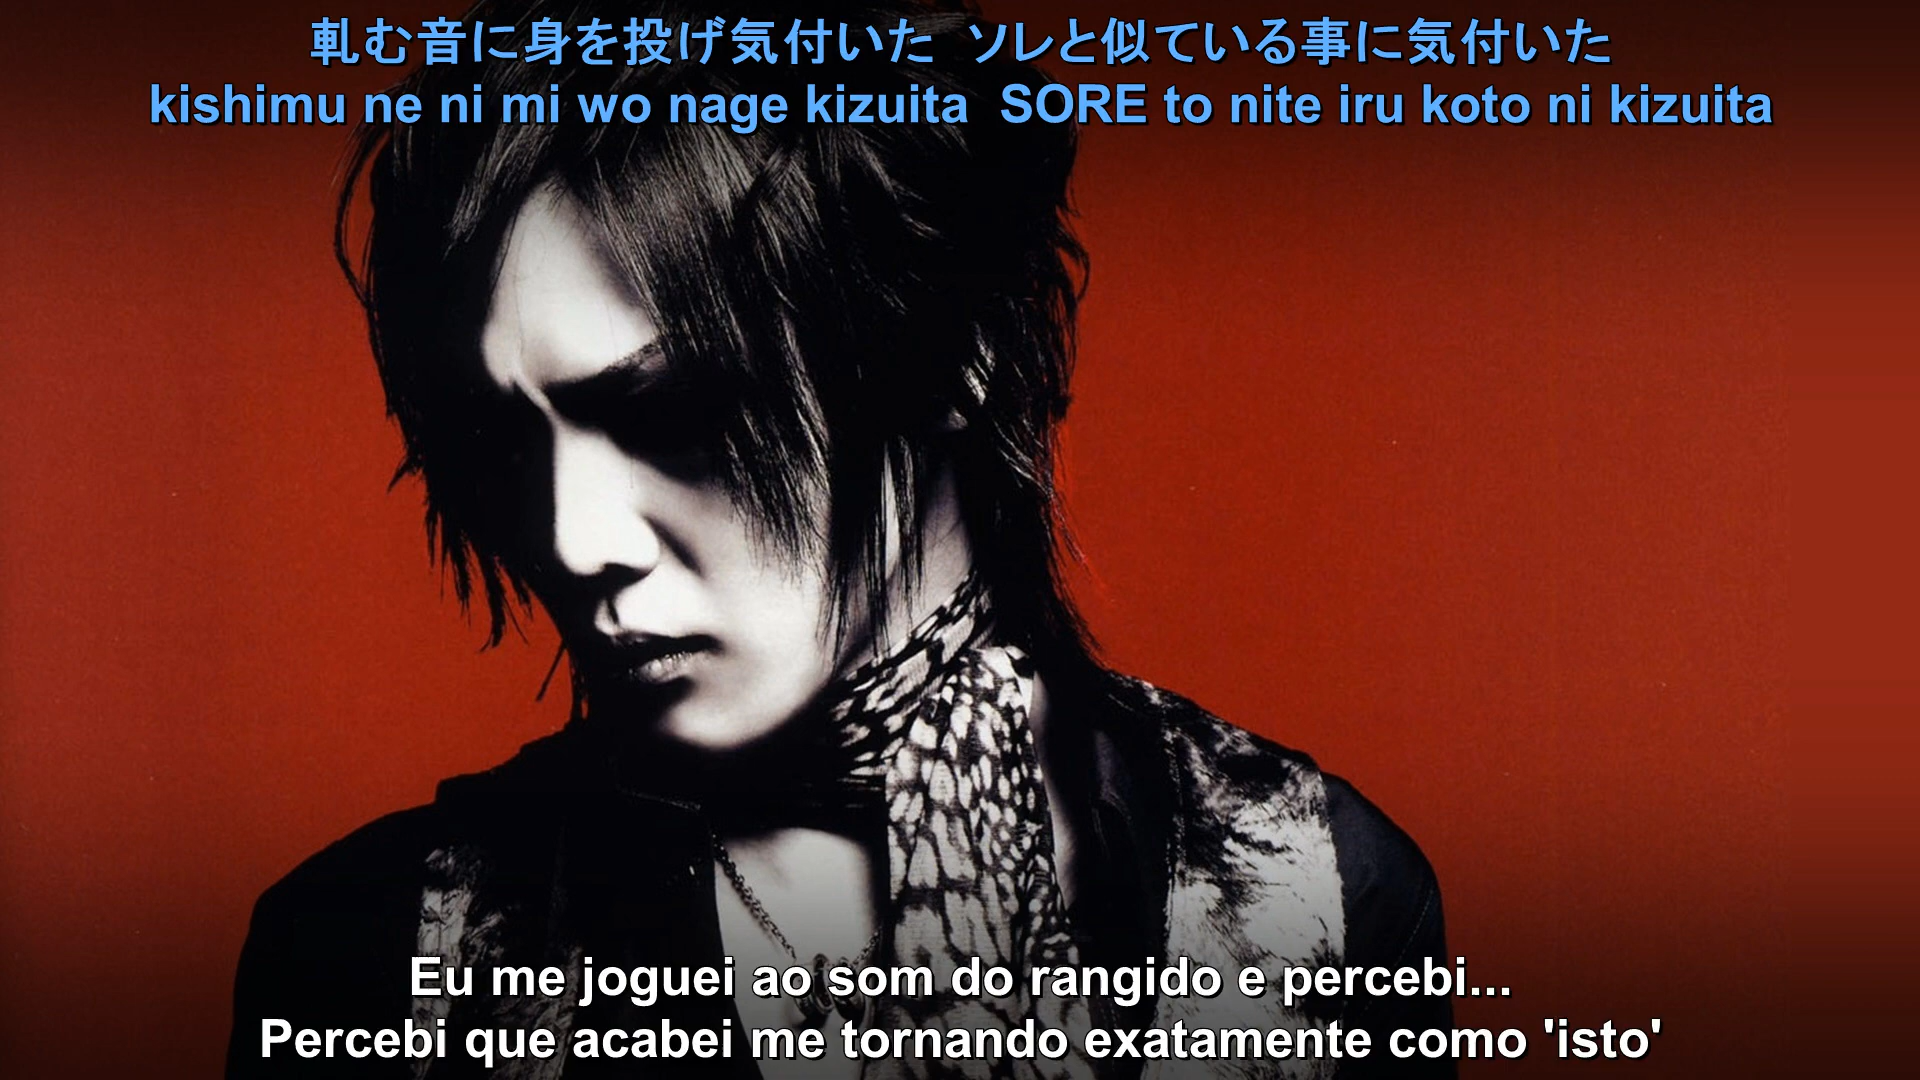 軋む音に身を投げ気付いた　ソレと似ている事に気付いた
kishimu ne ni mi wo nage kizuita  SORE to nite iru koto ni kizuita
Eu me joguei ao som do rangido e percebi...
Percebi que acabei me tornando exatamente como 'isto'